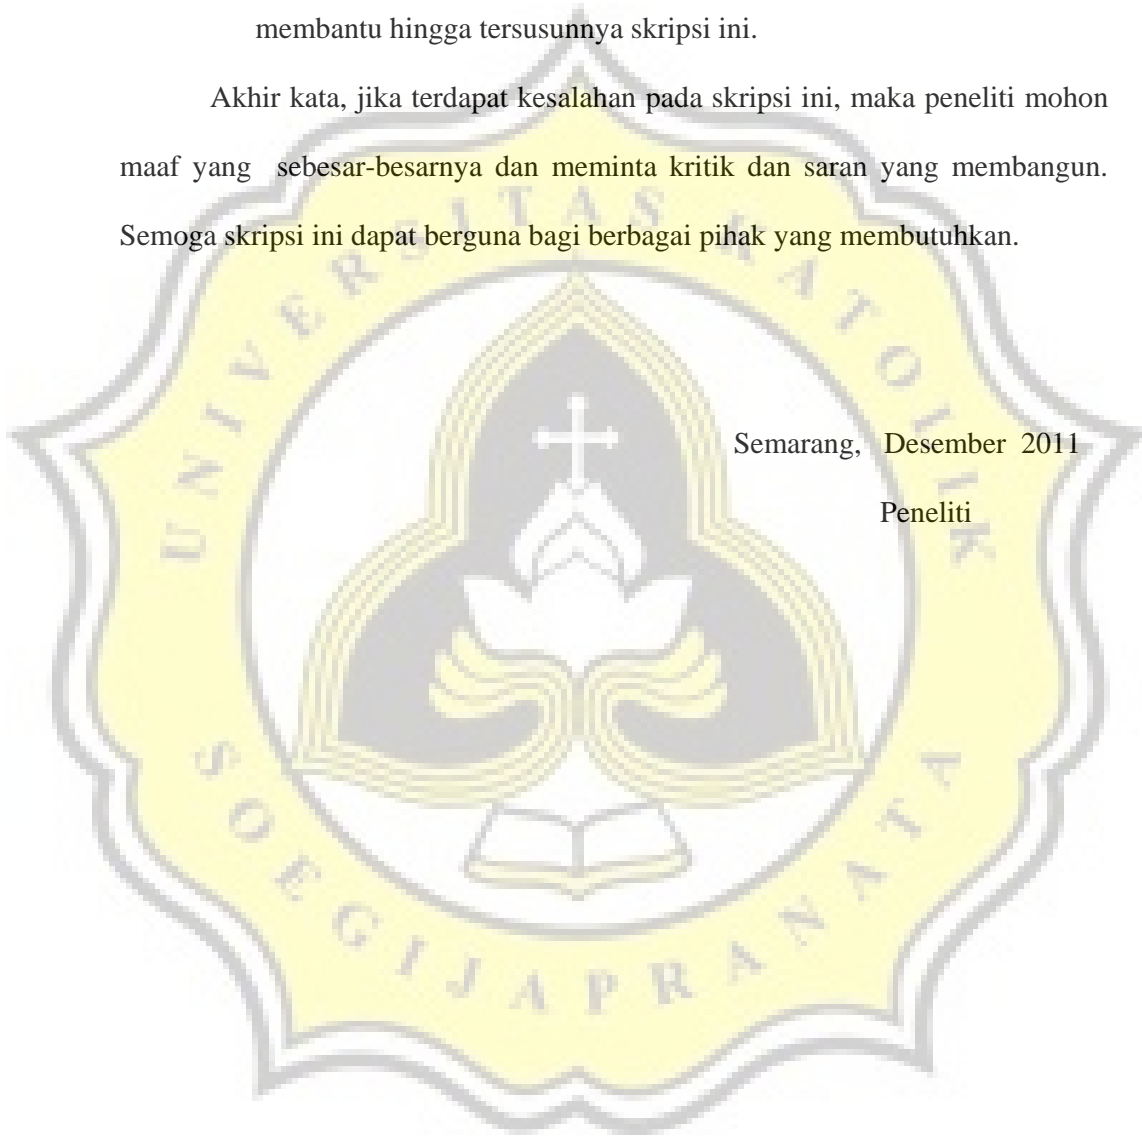 membantu hingga tersusunnya skripsi ini.
Akhir kata, jika terdapat kesalahan pada skripsi ini, maka peneliti mohon
maaf yang sebesar-besarnya dan meminta kritik dan saran yang membangun.
Semoga skripsi ini dapat berguna bagi berbagai pihak yang membutuhkan.
Semarang, Desember 2011
Peneliti
UNIVERSITAS KATOLIK
SOEGIJAPRANATA